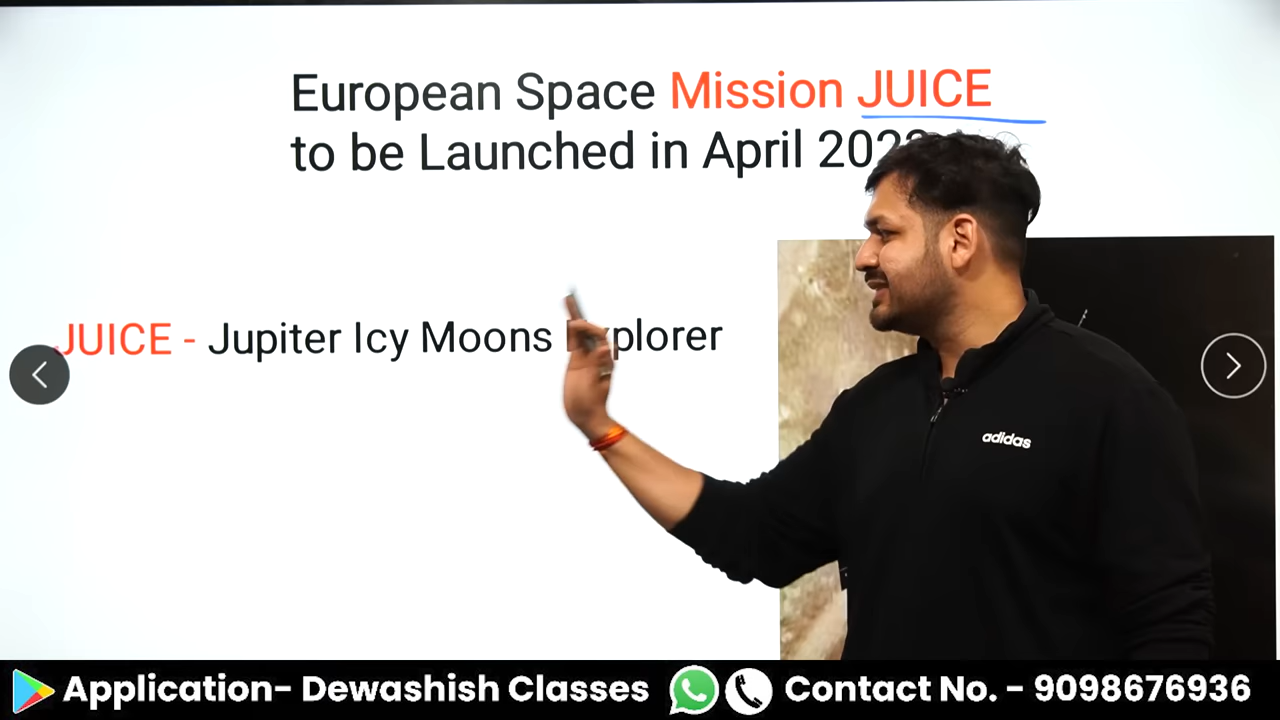 European Space Mission JUICE
to be Launched in April
JUICE - Jupiter Icy Moons Explorer
adidas
Application- Dewashish Classes
Contact No. - 9098676936